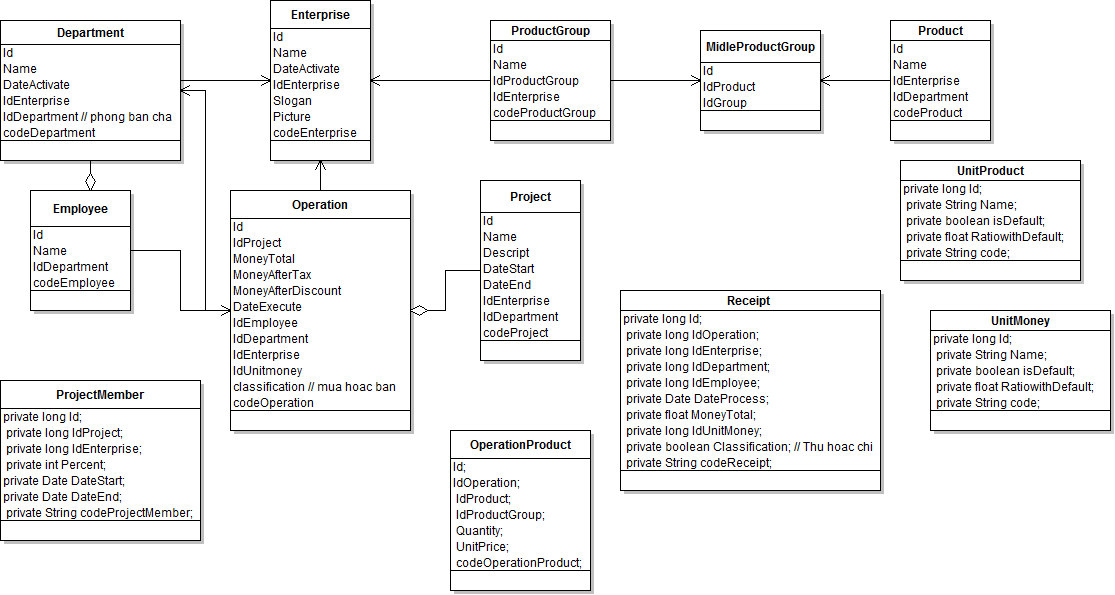 Department
Id
Name
DateActivate
IdEnterprise
IdDepartment // phong ban cha
codeDepartment
Enterprise
Id
Name
DateActivate
IdEnterprise
Slogan
Picture
codeEnterprise
ProductGroup
Id
Name
IdProductGroup
IdEnterprise
codeProductGroup
MidleProductGroup
Id
IdProduct
IdGroup
Product
Id
Name
IdEnterprise
IdDepartment
codeProduct
Employee
Id
Name
IdDepartment
codeEmployee
Operation
Id
IdProject
MoneyTotal
MoneyAfterTax
MoneyAfterDiscount
DateExecute
IdEmployee
IdDepartment
IdEnterprise
IdUnitmoney
classification // mua hoac ban
codeOperation
Project
Id
Name
Descript
DateStart
DateEnd
IdEnterprise
IdDepartment
codeProject
UnitProduct
private long Id;
private String Name;
private boolean isDefault;
private float RatiowithDefault;
private String code;
Receipt
private long Id;
private long IdOperation;
private long IdEnterprise;
private long IdDepartment;
private long IdEmployee;
private Date DateProcess;
private float MoneyTotal;
private long IdUnitMoney;
private boolean Classification; // Thu hoac chi
private String codeReceipt;
UnitMoney
private long Id;
private String Name;
private boolean isDefault;
private float RatiowithDefault;
private String code;
ProjectMember
private long Id;
private long IdProject;
private long IdEnterprise;
private int Percent;
private Date DateStart;
private Date DateEnd;
private String codeProjectMember;
OperationProduct
Id;
IdOperation;
IdProduct;
IdProductGroup;
Quantity;
UnitPrice;
codeOperationProduct;